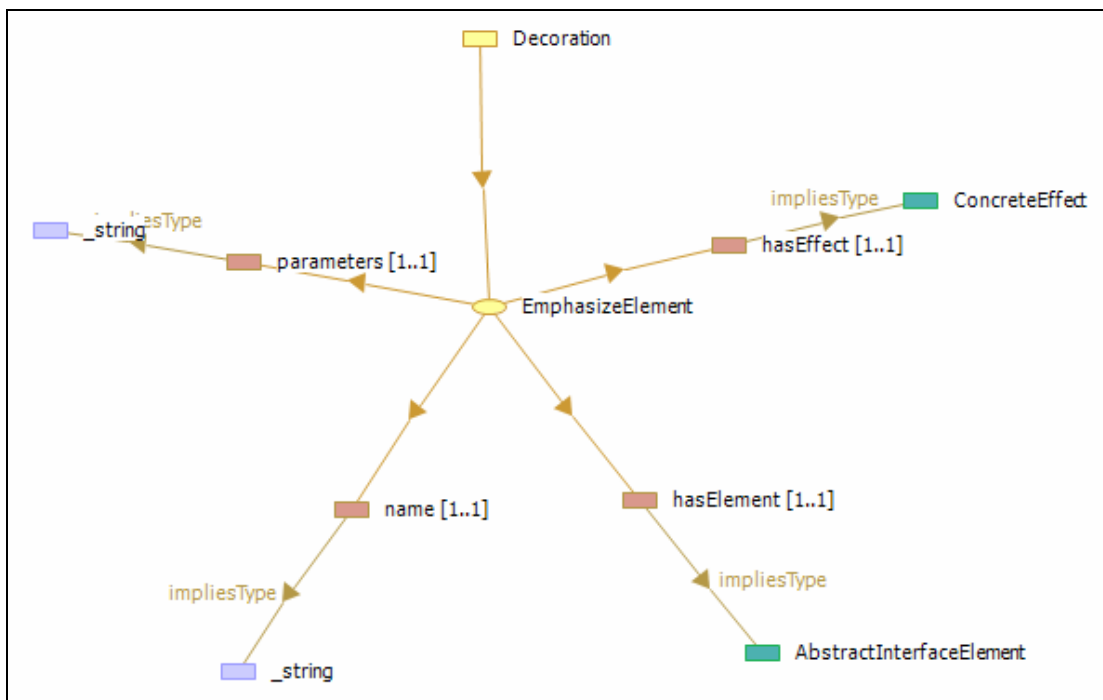 Decoration
impliesType
ConcreteEffect
_string
hasEffect [1..1]
parameters [1..1]
EmphasizeElement
name [1..1]
hasElement [1..1]
impliesType
impliesType
_string
AbstractInterfaceElement